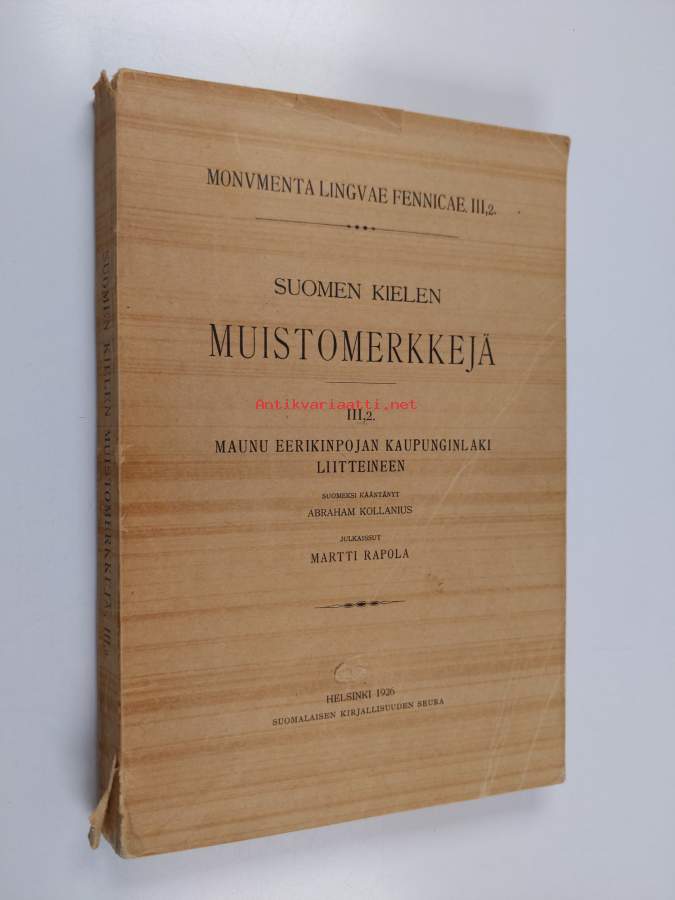 MONVMENTA LINGVAE FENNICAE. III,2.
SUOMEN KIELEN
MUISTOMERKKEJÄ
Antikvariaatti.net
III,2.
MAUNU EERIKINPOJAN KAUPUNGINLAKI
LIITTEINEEN
SUOMEKSI KÄÄNTÄNYT
ABRAHAM KOLLANIUS
JULKAISSUT
MARTTI RAPOLA
HELSINKI 1926
SUOMALAISEN KIRJALLISUUDEN SEURA
SUOMEN KIELEN MUISTOMERKKEJÄ. III,2.